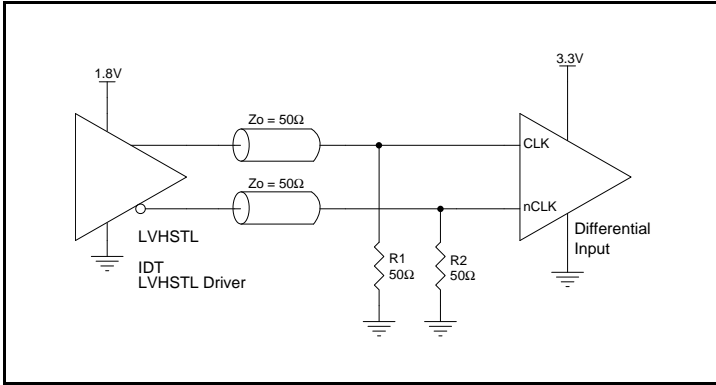 1.8V
3.3V
Zo = 50Ω
CLK
Zo = 50Ω
nCLK
LVHSTL
Differential
Input
IDT
LVHSTL Driver
R1
50Ω
R2
50Ω